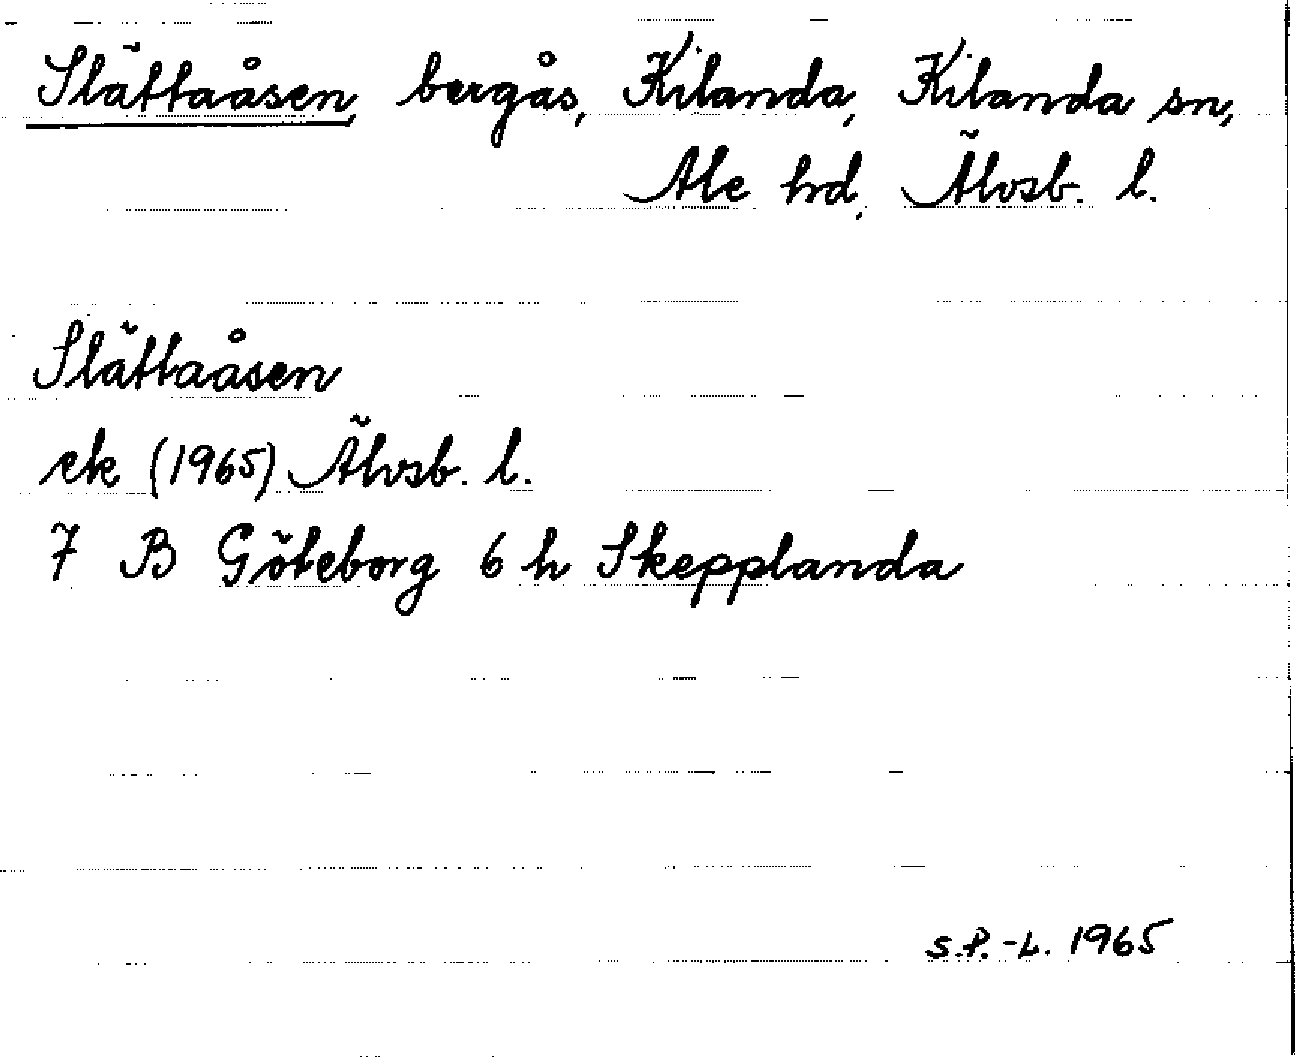 Slättaåsen, bergås, Kilanda, Kilanda sn,
Ale hd, Älvsb. l.
Slättaåsen
ek (1965) Älvsb. l.
7 B Göteborg 6 h Skepplanda
S.P.-L. 1965